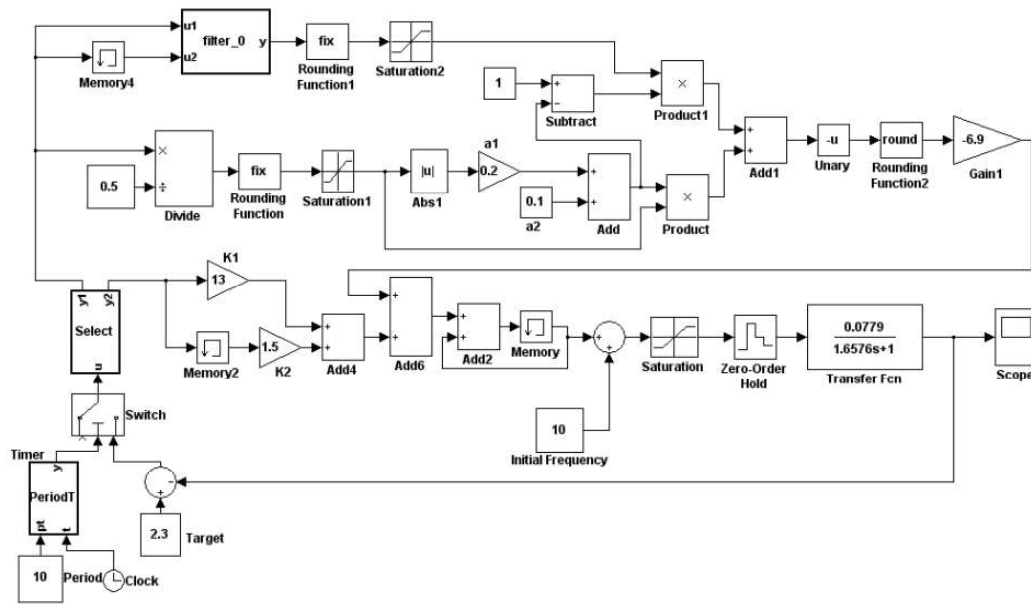 u1
u2
filter_0
y
Memory4
fix
Rounding
Function1
Saturation2
1
+
−
Subtract
×
Product1
+
+
Add1
-u
Unary
round
Rounding
Function2
-6.9
Gain1
×
÷
Divide
0.5
fix
Rounding
Function
Saturation1
|u|
Abs1
a1
0.2
0.1
a2
+
+
Add
×
Product
K1
13
y1
y2
Select
u
Memory2
1.5
K2
+
+
Add4
+
+
Add6
+
+
Add2
Memory
+
+
Saturation
Zero-Order
Hold
0.0779
1.6576s+1
Transfer Fcn
Scope
10
Initial Frequency
Switch
Timer
y
PeriodT
pt
t
−
+
2.3
Target
10
Period
Clock